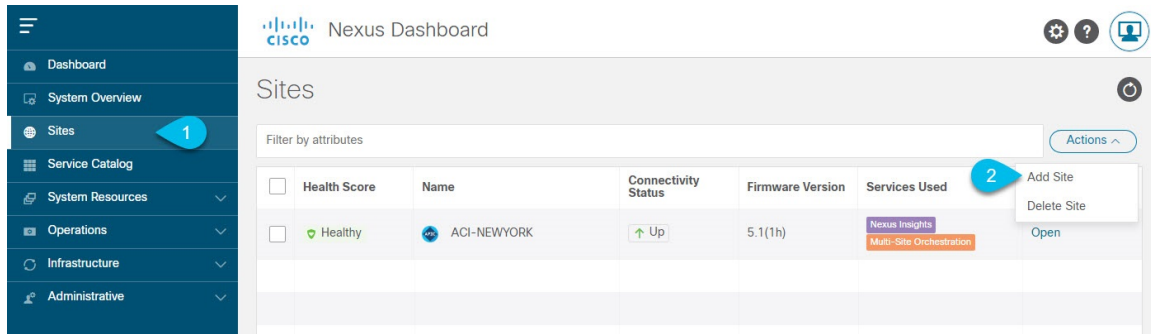 CISCO Nexus Dashboard
Dashboard
System Overview
Sites
1
Service Catalog
System Resources
Operations
Infrastructure
Administrative
Sites
Filter by attributes
Actions
Health Score
Name
Connectivity
Status
Firmware Version
Services Used
2
Add Site
Delete Site
Healthy
ACI-NEWYORK
Up
5.1(1h)
Nexus Insights
Multi-Site Orchestration
Open